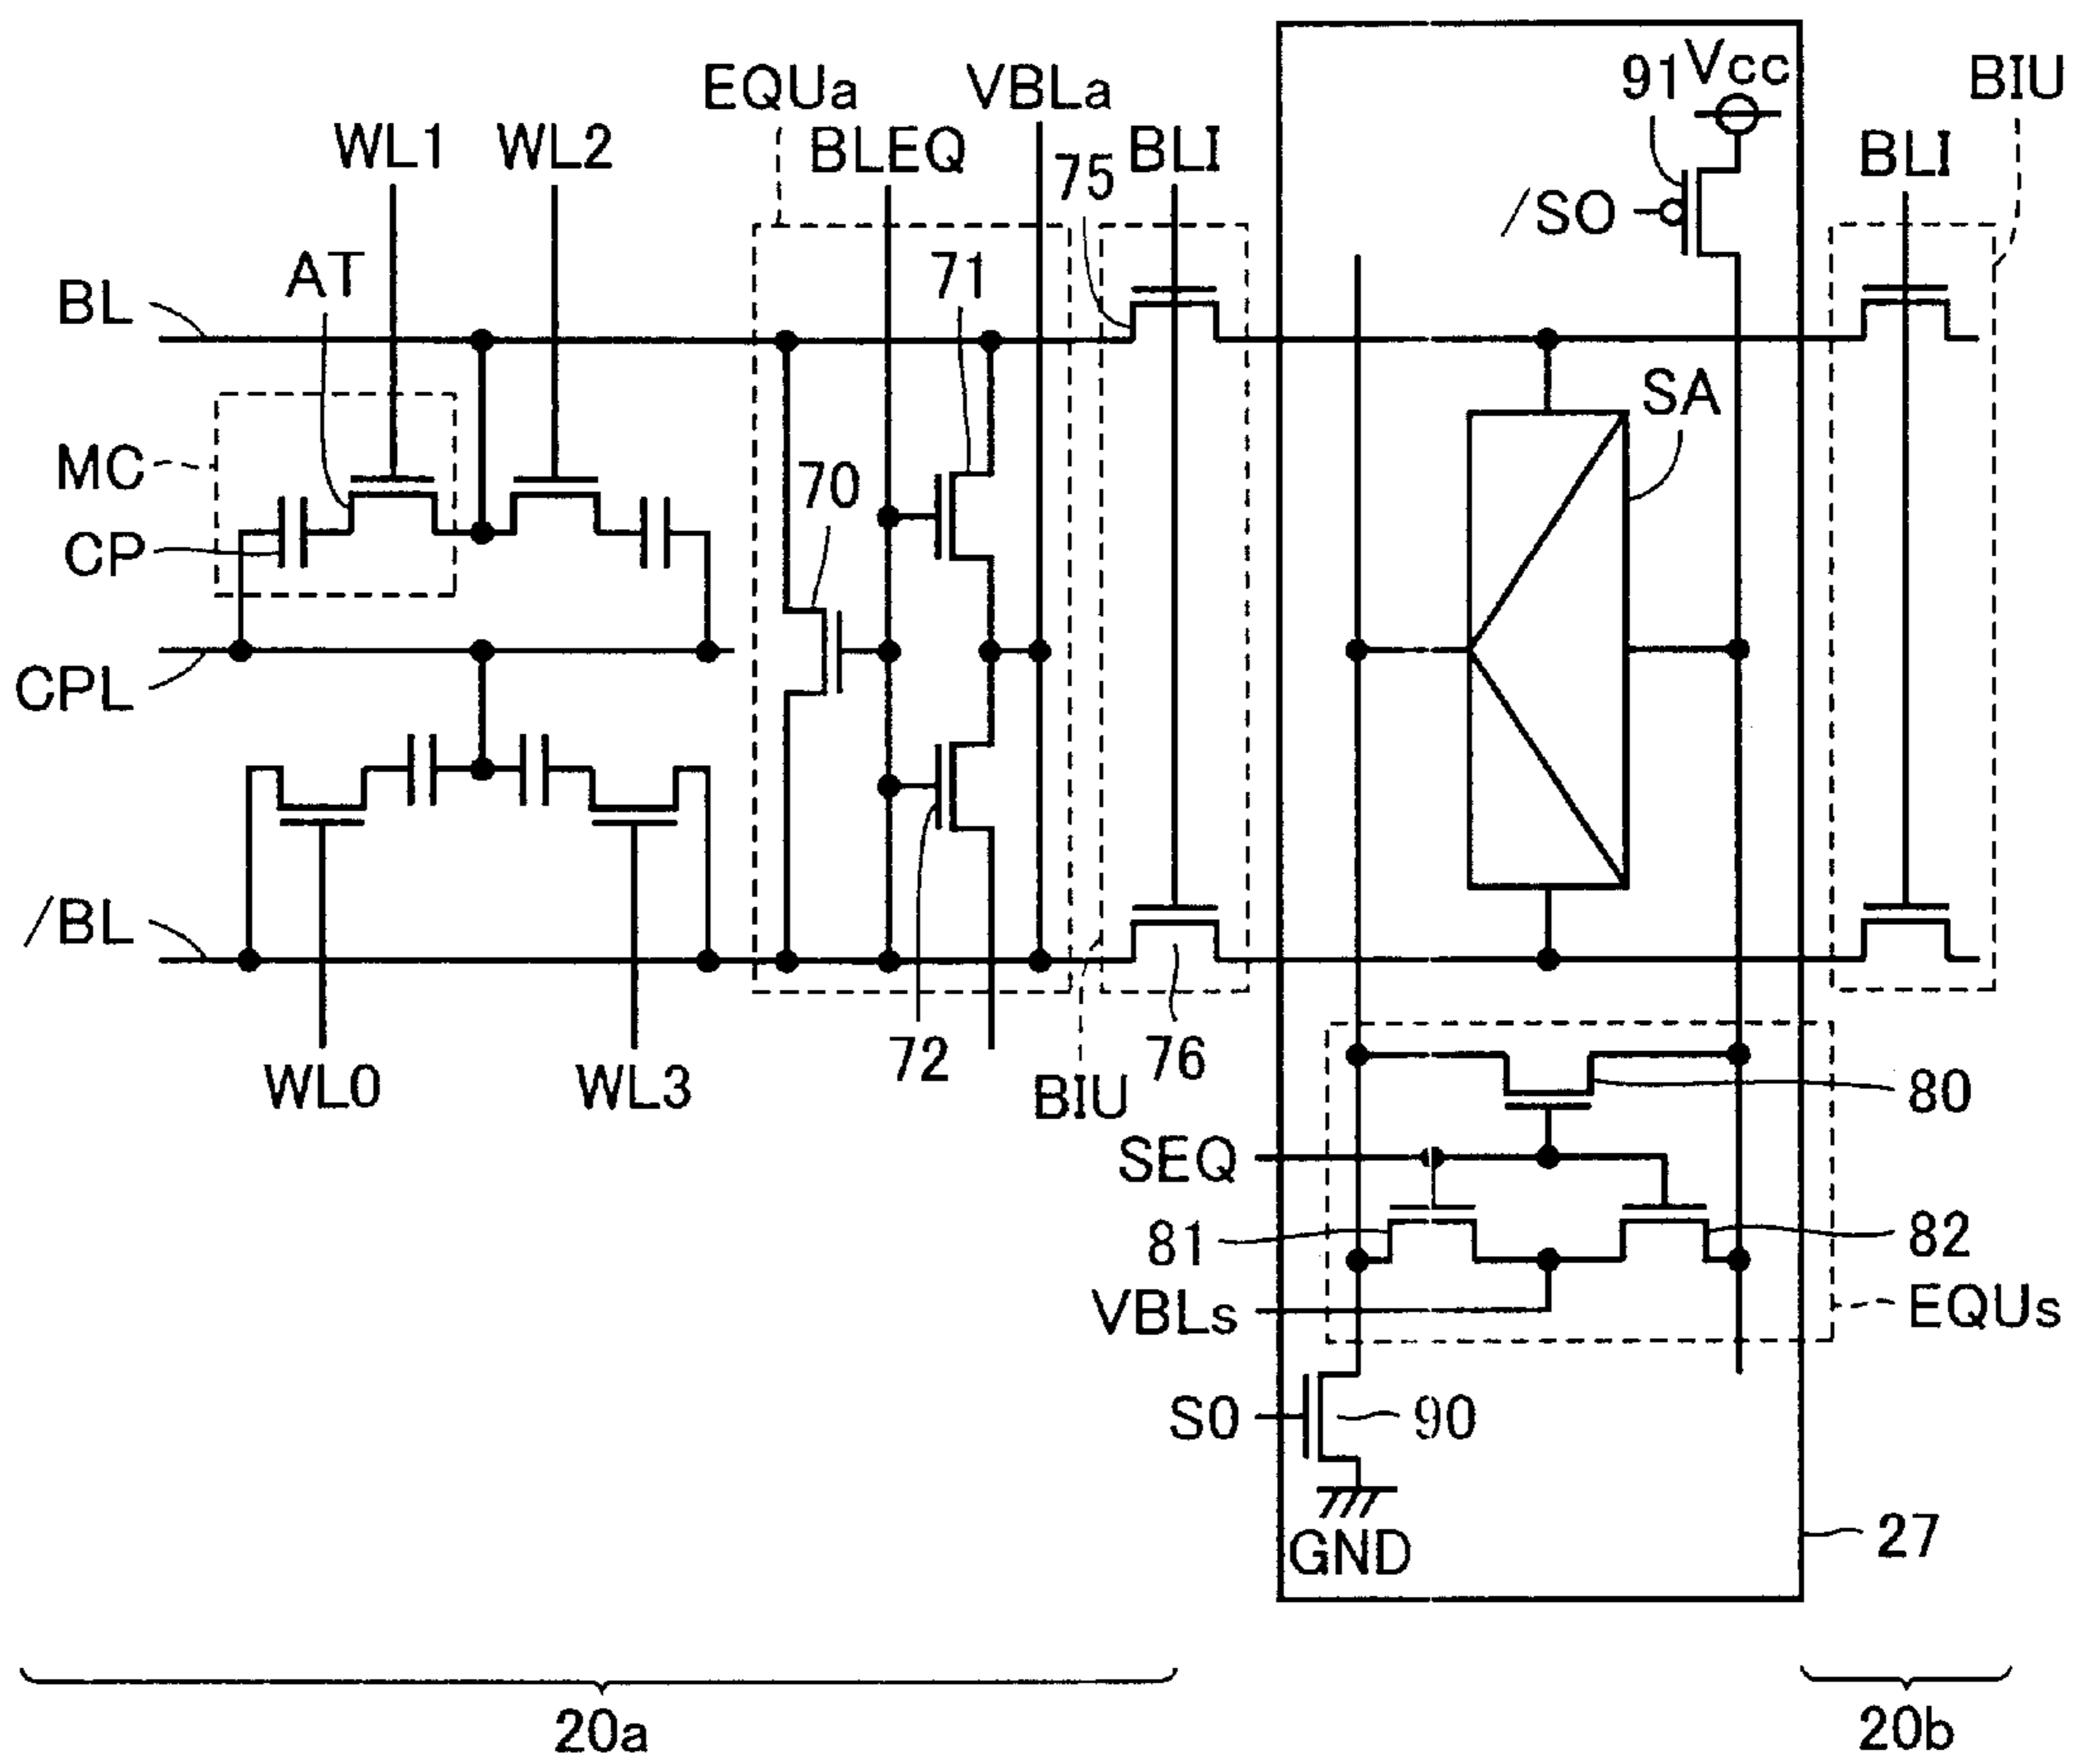 91 Vcc
EQUa
VBLa
BIU
WL1
WL2
BLEQ
75
BLI
BLI
/SO
AT
71
BL
SA
MC
70
CP
CPL
/BL
72
76
WL0
WL3
BIU
80
SEQ
81
82
VBLs
EQUs
S0
90
GND
27
20a
20b